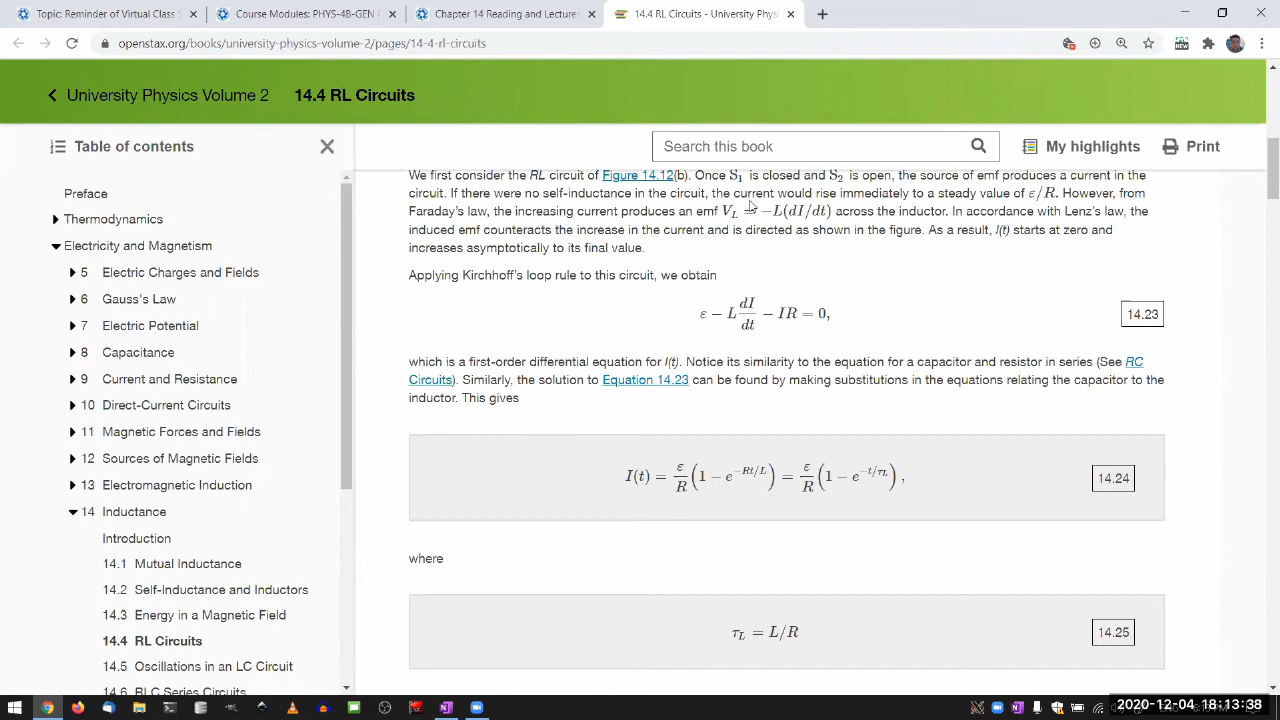 Topic: Reminder of Virtual Class S
Course Modules: PHYS-4B-GEN P
Chapter 14 Reading and Lectures
14.4 RL Circuits - University Physi
openstax.org/books/university-physics-volume-2/pages/14-4-rl-circuits
NEW
University Physics Volume 2
14.4 RL Circuits
Table of contents
Search this book
My highlights
Print
Preface
Thermodynamics
Electricity and Magnetism
5 Electric Charges and Fields
6 Gauss's Law
7 Electric Potential
8 Capacitance
9 Current and Resistance
10 Direct-Current Circuits
11 Magnetic Forces and Fields
12 Sources of Magnetic Fields
13 Electromagnetic Induction
14 Inductance
Introduction
14.1 Mutual Inductance
14.2 Self-Inductance and Inductors
14.3 Energy in a Magnetic Field
14.4 RL Circuits
14.5 Oscillations in an LC Circuit
14.6 RLC Series Circuits
We first consider the RL circuit of Figure 14.12(b). Once S₁ is closed and S₂ is open, the source of emf produces a current in the
circuit. If there were no self-inductance in the circuit, the current would rise immediately to a steady value of ε/R. However, from
Faraday's law, the increasing current produces an emf V_L = −L(dI/dt) across the inductor. In accordance with Lenz's law, the
induced emf counteracts the increase in the current and is directed as shown in the figure. As a result, I(t) starts at zero and
increases asymptotically to its final value.
Applying Kirchhoff's loop rule to this circuit, we obtain
ε − L dI/dt − IR = 0,
14.23
which is a first-order differential equation for I(t). Notice its similarity to the equation for a capacitor and resistor in series (See RC
Circuits). Similarly, the solution to Equation 14.23 can be found by making substitutions in the equations relating the capacitor to the
inductor. This gives
I(t) = ε/R (1 − e^{−Rt/L}) = ε/R (1 − e^{−t/τ_L}),
14.24
where
τ_L = L/R
14.25
2020-12-04 18:13:38